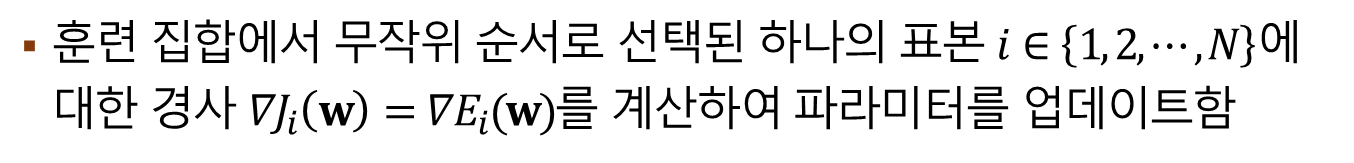 ▪ 훈련 집합에서 무작위 순서로 선택된 하나의 표본 𝑖 ∈ {1, 2, ⋯ , 𝑁}에
대한 경사 ∇𝐽ᵢ(𝐰) = ∇𝐸ᵢ(𝐰)를 계산하여 파라미터를 업데이트함